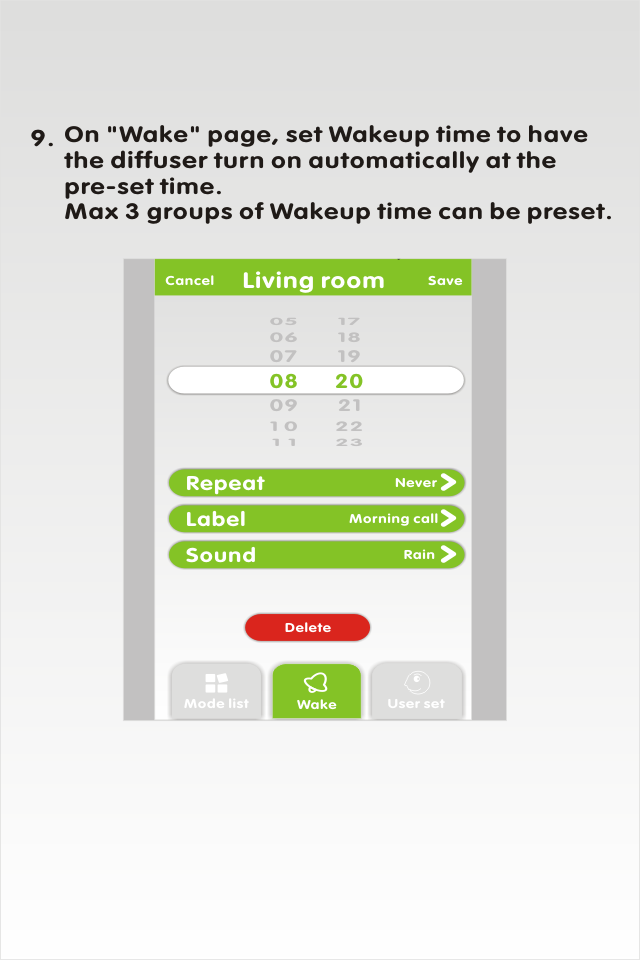 9. On "Wake" page, set Wakeup time to have
the diffuser turn on automatically at the
pre-set time.
Max 3 groups of Wakeup time can be preset.
Cancel Living room Save
05 17
06 18
07 19
08 20
09 21
10 22
11 23
Repeat Never
Label Morning call
Sound Rain
Delete
Mode list Wake User set